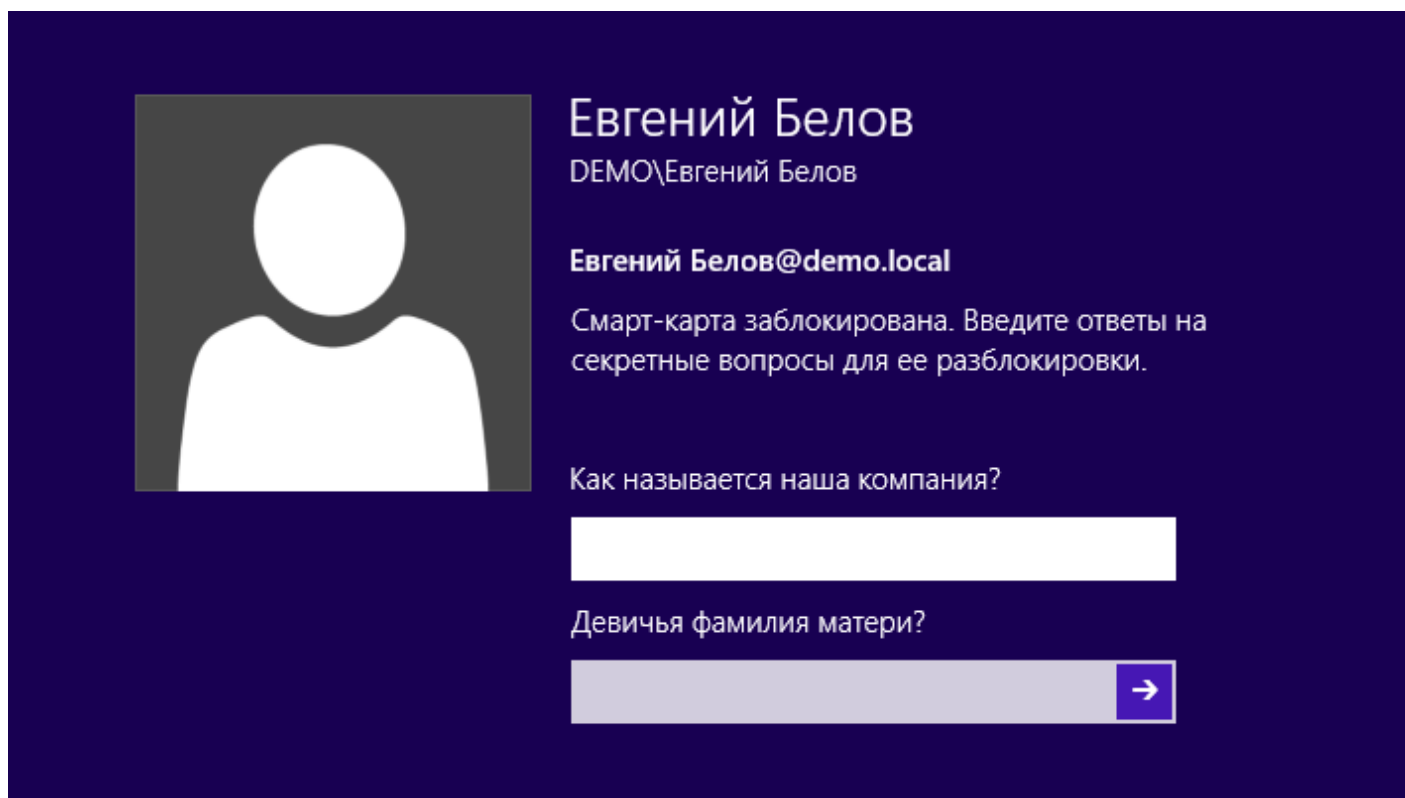 Евгений Белов
DEMO\Евгений Белов
Евгений Белов@demo.local
Смарт-карта заблокирована. Введите ответы на
секретные вопросы для ее разблокировки.
Как называется наша компания?
Девичья фамилия матери?